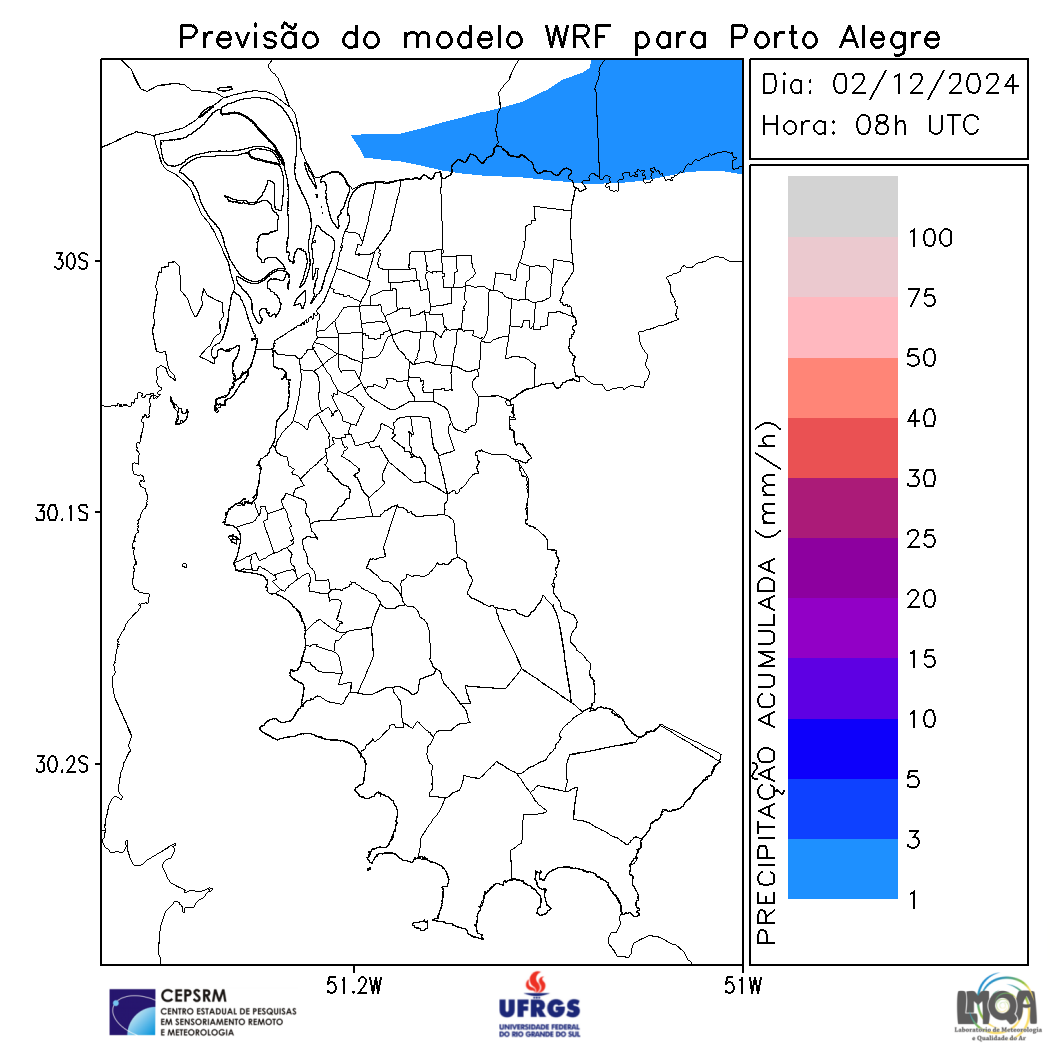 Previsão do modelo WRF para Porto Alegre
Dia: 02/12/2024
Hora: 08h UTC
30S
30.1S
30.2S
51.2W
51W
PRECIPITAÇÃO ACUMULADA (mm/h)
100
75
50
40
30
25
20
15
10
5
3
1
CEPSRM
CENTRO ESTADUAL DE PESQUISAS
EM SENSORIAMENTO REMOTO
E METEOROLOGIA
UFRGS
UNIVERSIDADE FEDERAL
DO RIO GRANDE DO SUL
LMQA
Laboratório de Meteorologia
e Qualidade do Ar